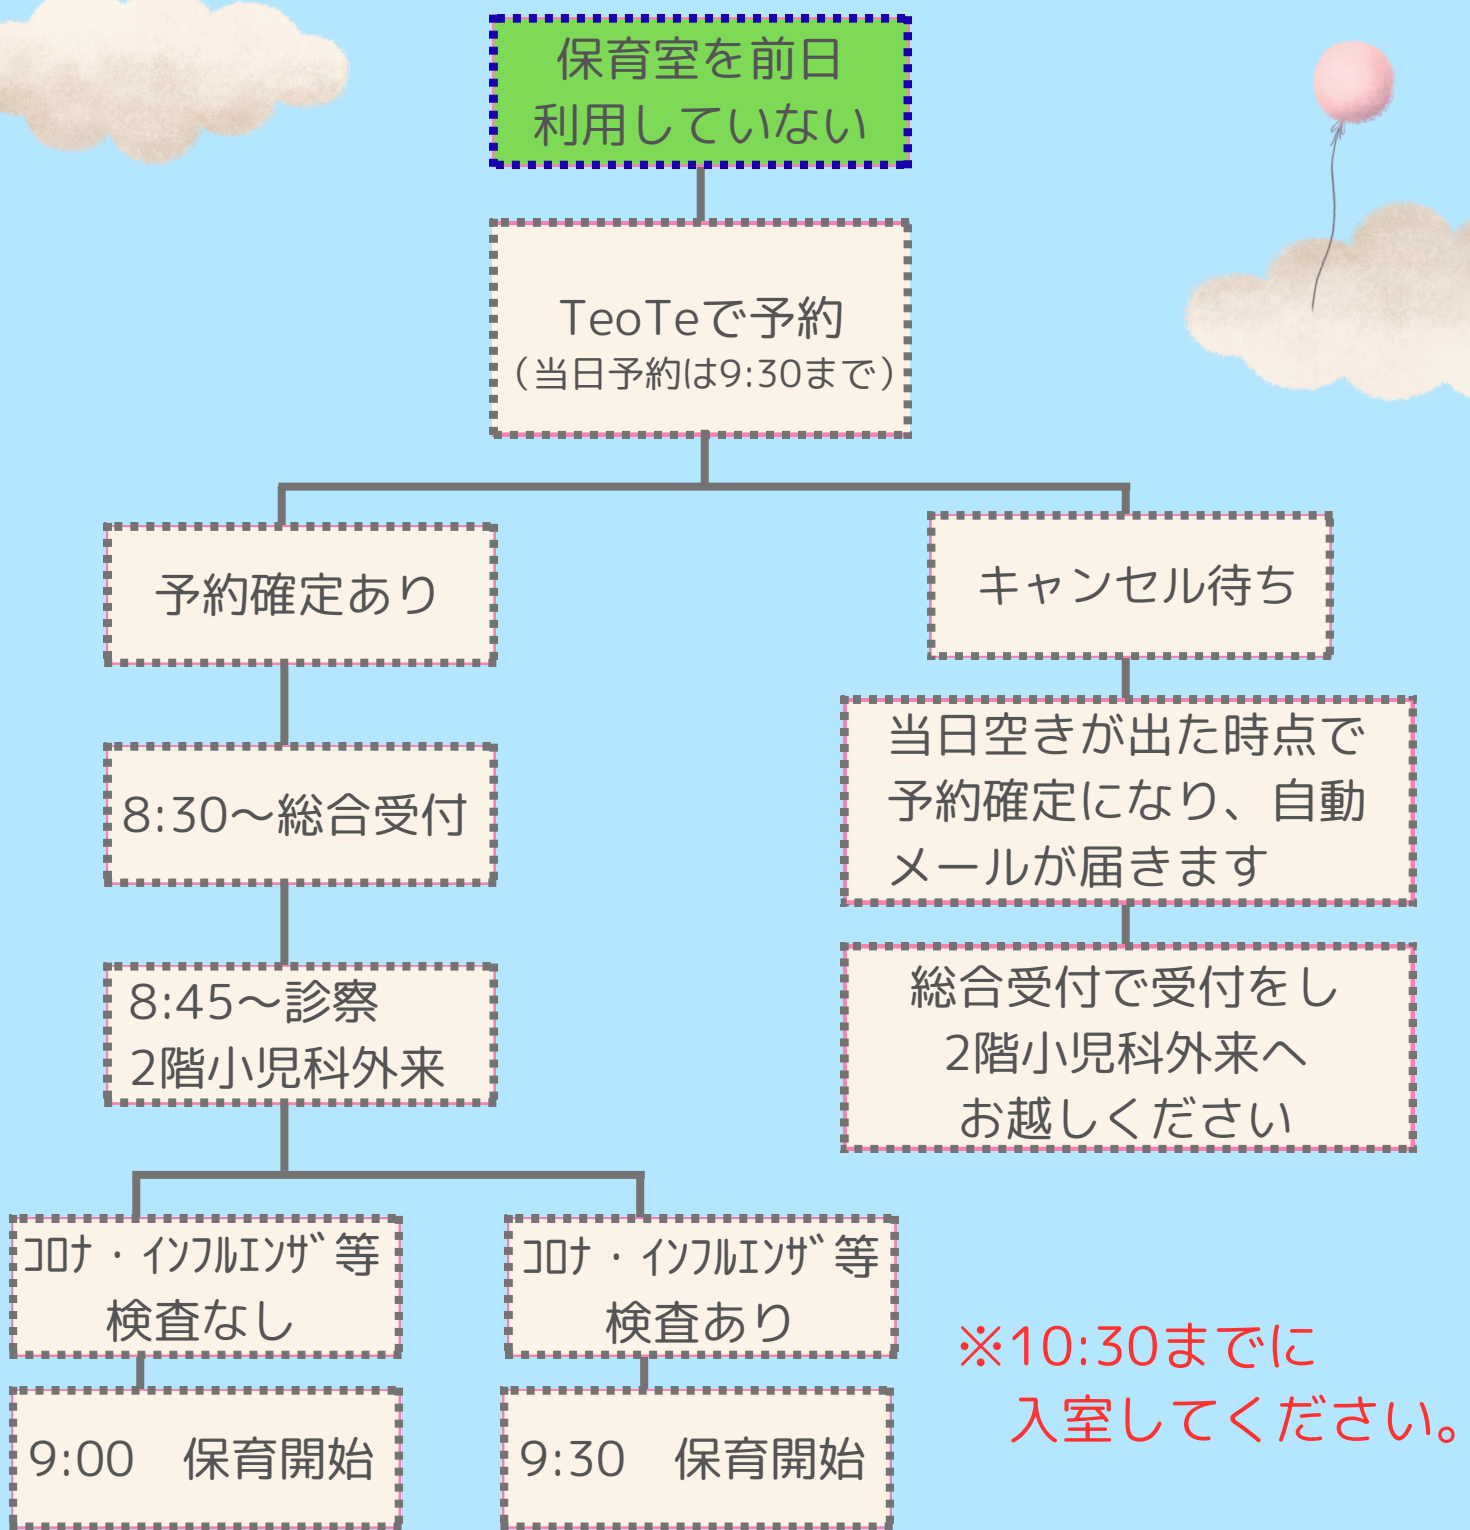 保育室を前日
利用していない
TeoTeで予約
（当日予約は9:30まで）
予約確定あり
キャンセル待ち
8:30～総合受付
当日空きが出た時点で
予約確定になり、自動
メールが届きます
8:45～診察
2階小児科外来
総合受付で受付をし
2階小児科外来へ
お越しください
ｺﾛﾅ・ｲﾝﾌﾙｴﾝｻﾞ等
検査なし
ｺﾛﾅ・ｲﾝﾌﾙｴﾝｻﾞ等
検査あり
9:00　保育開始
9:30　保育開始
※10:30までに
入室してください。